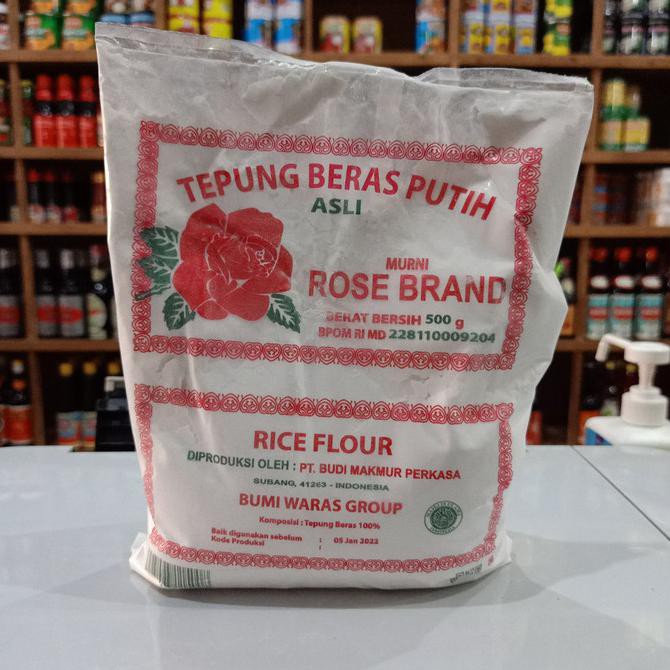 TEPUNG BERAS PUTIH
ASLI
MURNI
ROSE BRAND
BERAT BERSIH 500 g
BPOM RI MD 228110009204
RICE FLOUR
DIPRODUKSI OLEH : PT. BUDI MAKMUR PERKASA
SUBANG, 41263 - INDONESIA
BUMI WARAS GROUP
Komposisi : Tepung Beras 100%
Baik digunakan sebelum : 05 Jan 2022
Kode Produksi :